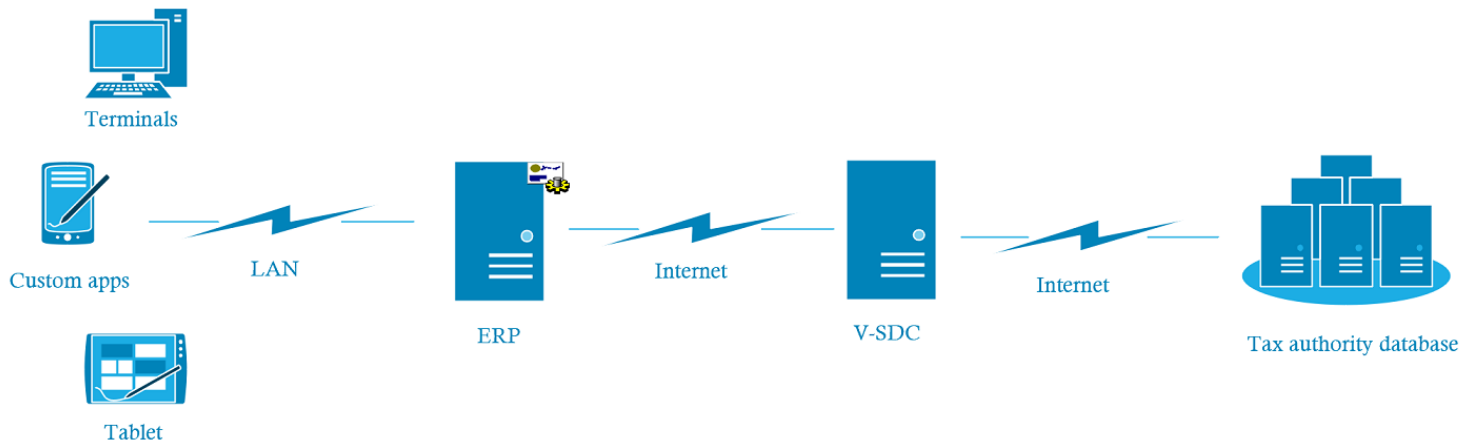 Terminals
Custom apps
Tablet
LAN
ERP
Internet
V-SDC
Internet
Tax authority database